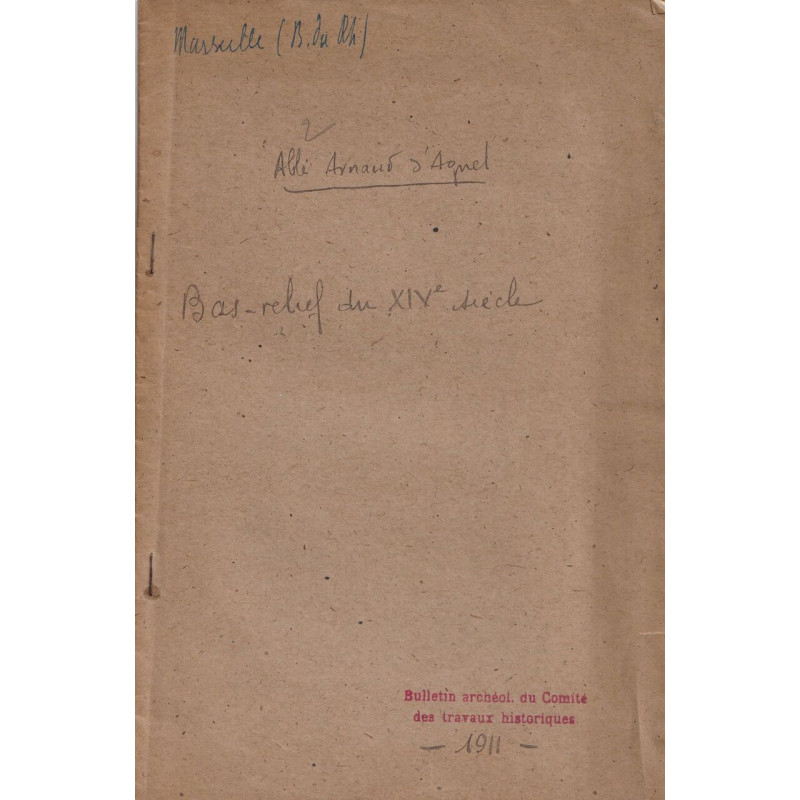 Marseille (B. du Rh)
2
Abbé Arnaud d'Agnel
Bas-relief du XIVe siècle
Bulletin archéol. du Comité
des travaux historiques
- 1911 -